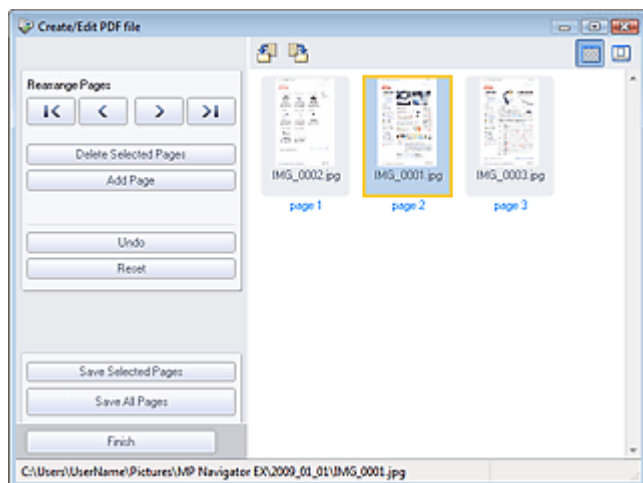 Create/Edit PDF file
Rearrange Pages
Delete Selected Pages
Add Page
Undo
Reset
Save Selected Pages
Save All Pages
Finish
IMG_0002.jpg IMG_0001.jpg IMG_0003.jpg
page 1 page 2 page 3
C:\Users\UserName\Pictures\MP Navigator EX\2009_01_01\IMG_0001.jpg